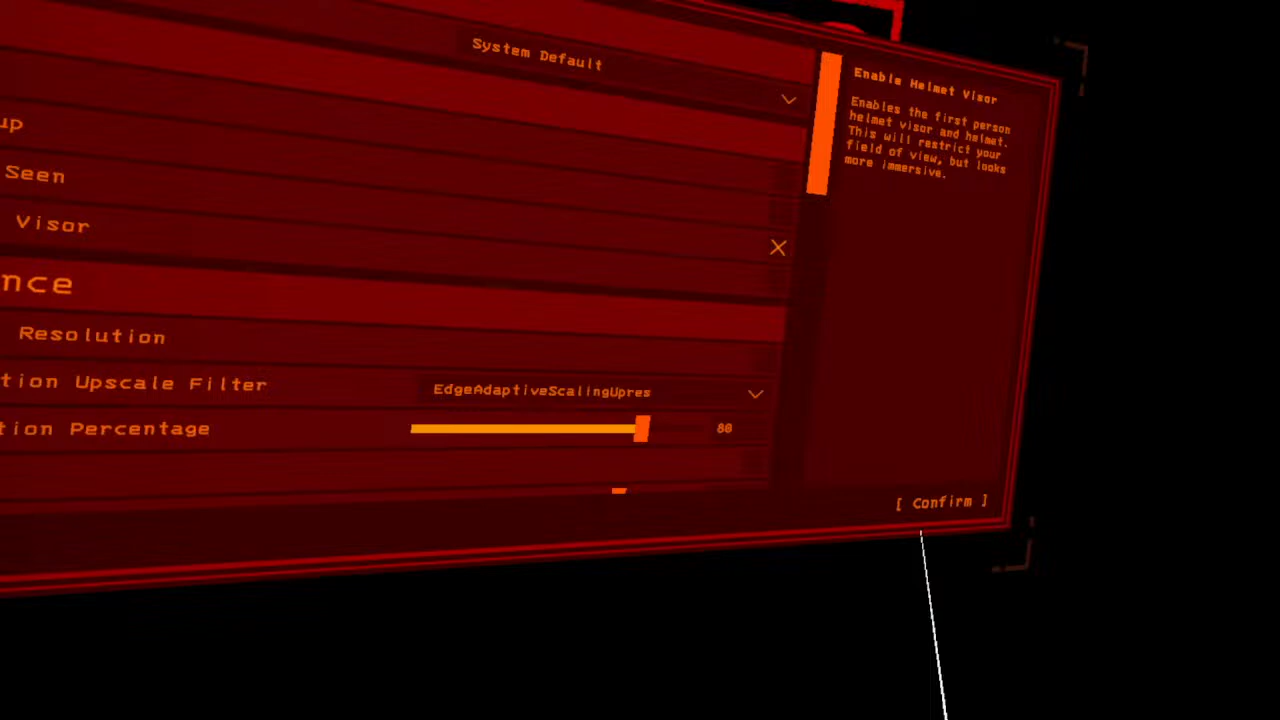 System Default
up
Seen
Visor
nce
Resolution
tion Upscale Filter
EdgeAdaptiveScalingUpres
tion Percentage
80
Enable Helmet Visor
Enables the first person
helmet visor and helmet.
This will restrict your
field of view, but looks
more immersive.
[ Confirm ]